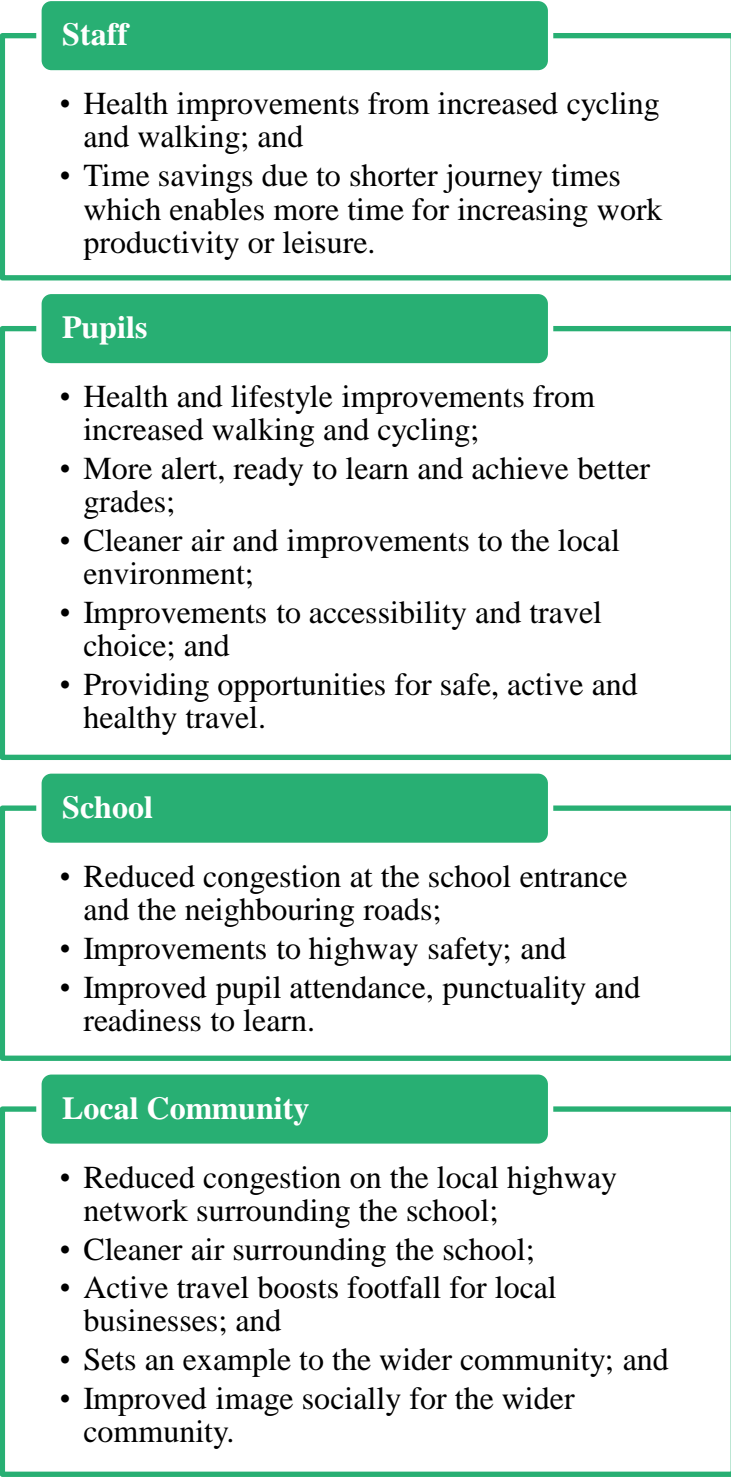 Staff
• Health improvements from increased cycling
and walking; and
• Time savings due to shorter journey times
which enables more time for increasing work
productivity or leisure.
Pupils
• Health and lifestyle improvements from
increased walking and cycling;
• More alert, ready to learn and achieve better
grades;
• Cleaner air and improvements to the local
environment;
• Improvements to accessibility and travel
choice; and
• Providing opportunities for safe, active and
healthy travel.
School
• Reduced congestion at the school entrance
and the neighbouring roads;
• Improvements to highway safety; and
• Improved pupil attendance, punctuality and
readiness to learn.
Local Community
• Reduced congestion on the local highway
network surrounding the school;
• Cleaner air surrounding the school;
• Active travel boosts footfall for local
businesses; and
• Sets an example to the wider community; and
• Improved image socially for the wider
community.